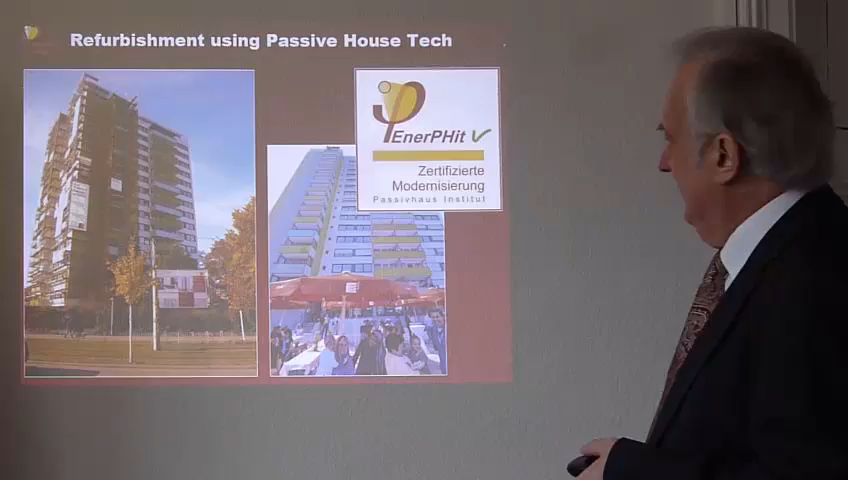 Refurbishment using Passive House Tech
EnerPHit
Zertifizierte
Modernisierung
Passivhaus Institut